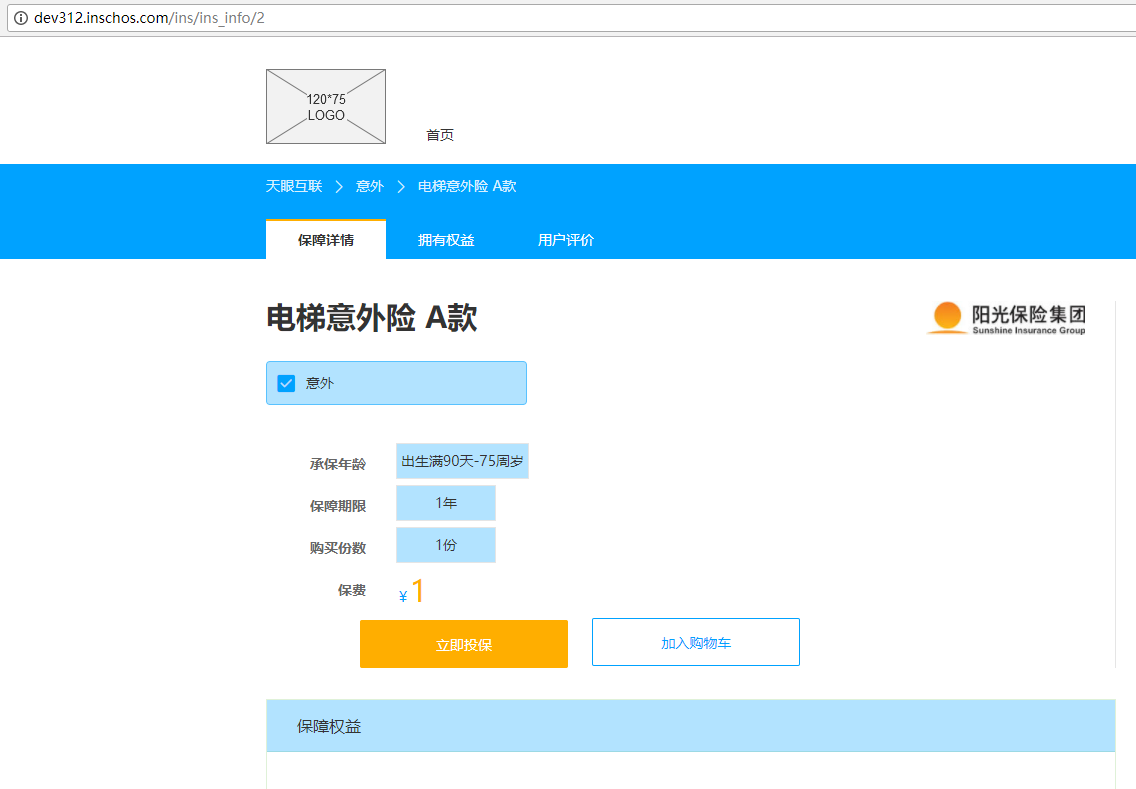 dev312.inschos.com/ins/ins_info/2
120*75
LOGO
首页
天眼互联 > 意外 > 电梯意外险 A款
保障详情 拥有权益 用户评价
电梯意外险 A款
阳光保险集团
Sunshine Insurance Group
意外
承保年龄 出生满90天-75周岁
保障期限 1年
购买份数 1份
保费 ¥1
立即投保 加入购物车
保障权益